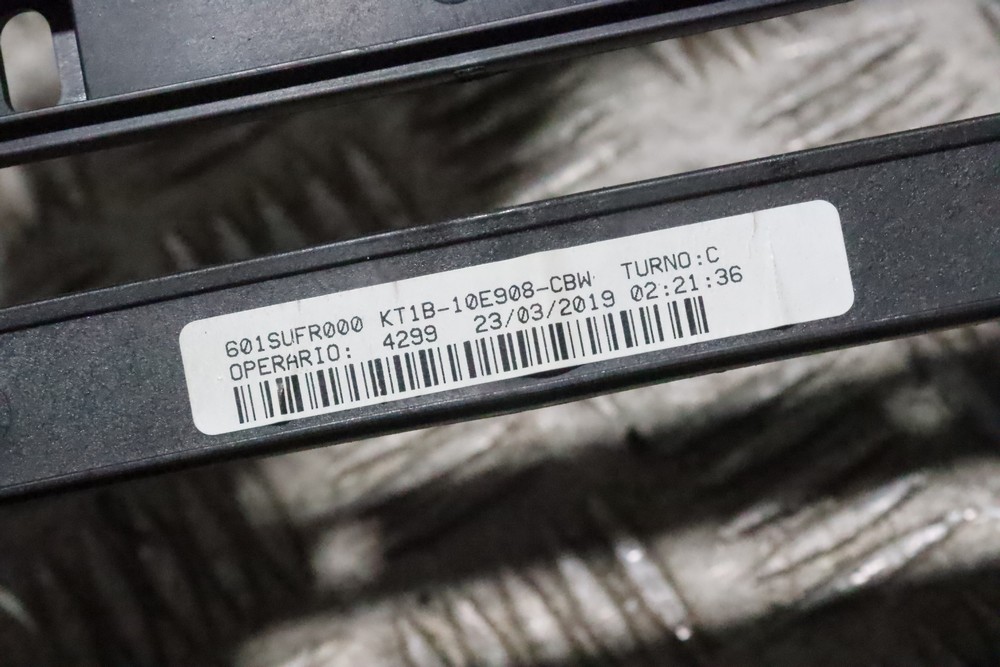 601SUFR000 KT1B-10E908-CBW TURNO:C
OPERARIO: 4299 23/03/2019 02:21:36